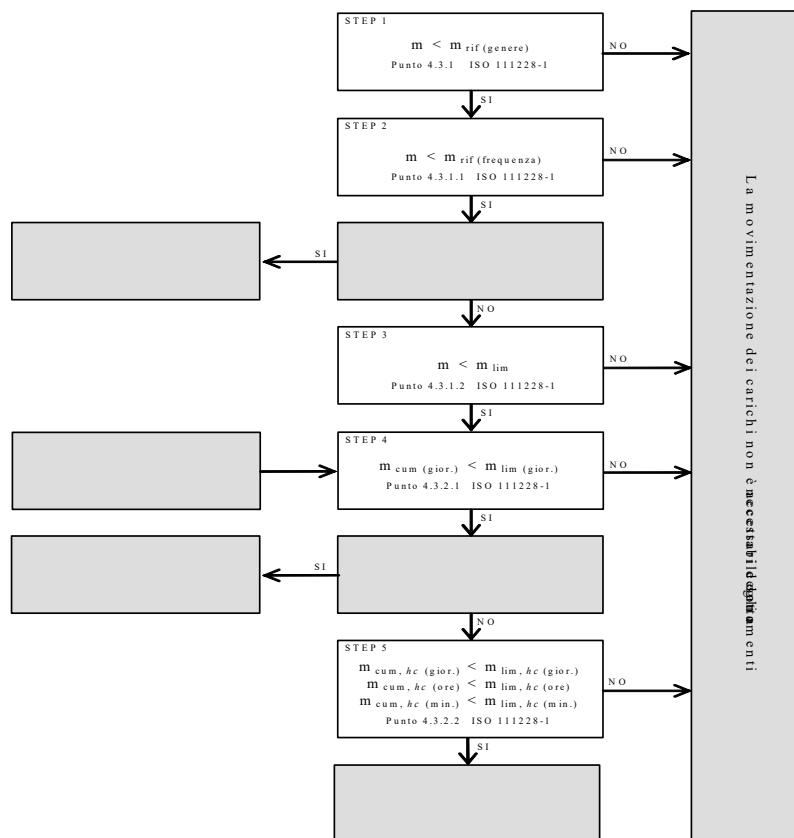 STEP 1
m < m rif (genere)
Punto 4.3.1 ISO 111228-1
NO
SI
STEP 2
m < m rif (frequenza)
Punto 4.3.1.1 ISO 111228-1
NO
SI
SI
NO
STEP 3
m < m lim
Punto 4.3.1.2 ISO 111228-1
NO
SI
STEP 4
m cum (gior.) < m lim (gior.)
Punto 4.3.2.1 ISO 111228-1
NO
SI
SI
NO
STEP 5
m cum, hc (gior.) < m lim, hc (gior.)
m cum, hc (ore) < m lim, hc (ore)
m cum, hc (min.) < m lim, hc (min.)
Punto 4.3.2.2 ISO 111228-1
NO
SI
La movimentazione dei carichi non è